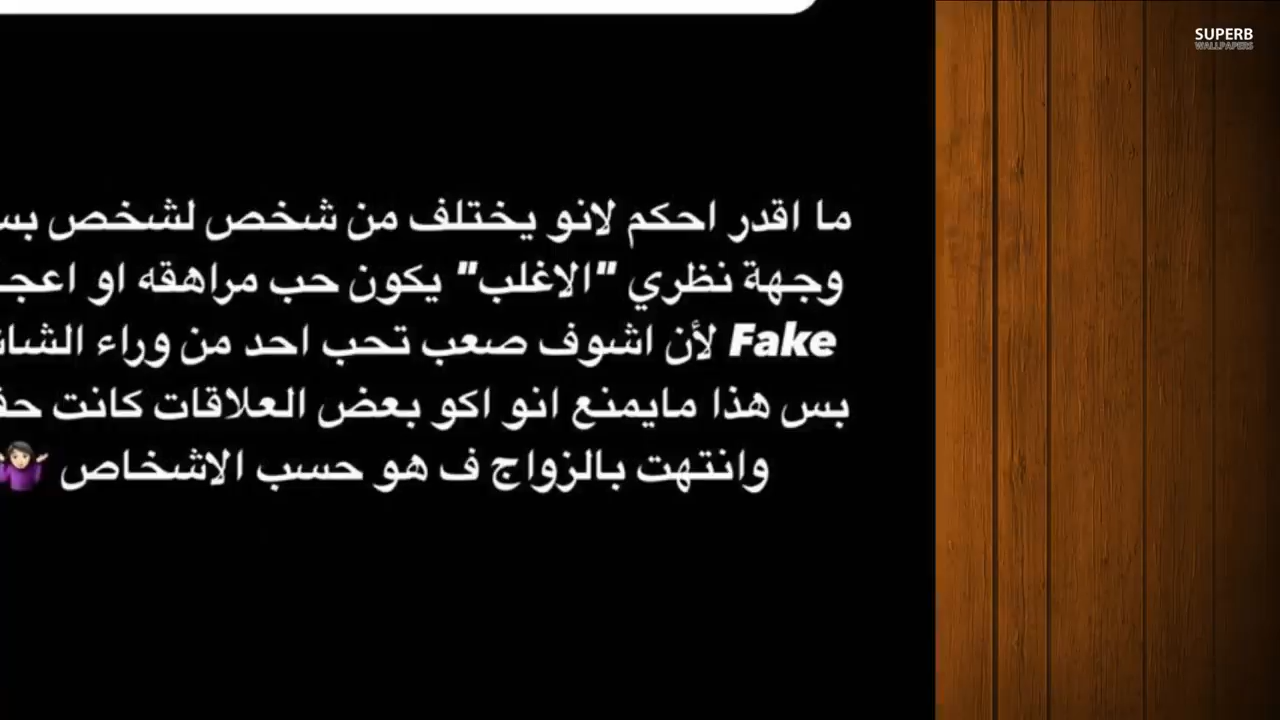 ما اقدر احكم لانو يختلف من شخص لشخص بس
وجهة نظري "الاغلب" يكون حب مراهقه او
Fake لأن اشوف صعب تحب احد من وراء
بس هذا مايمنع انو اكو بعض العلاقات كانت
وانتهت بالزواج ف هو حسب الاشخاص 🤷🏻‍♀️
SUPERB
WALLPAPERS